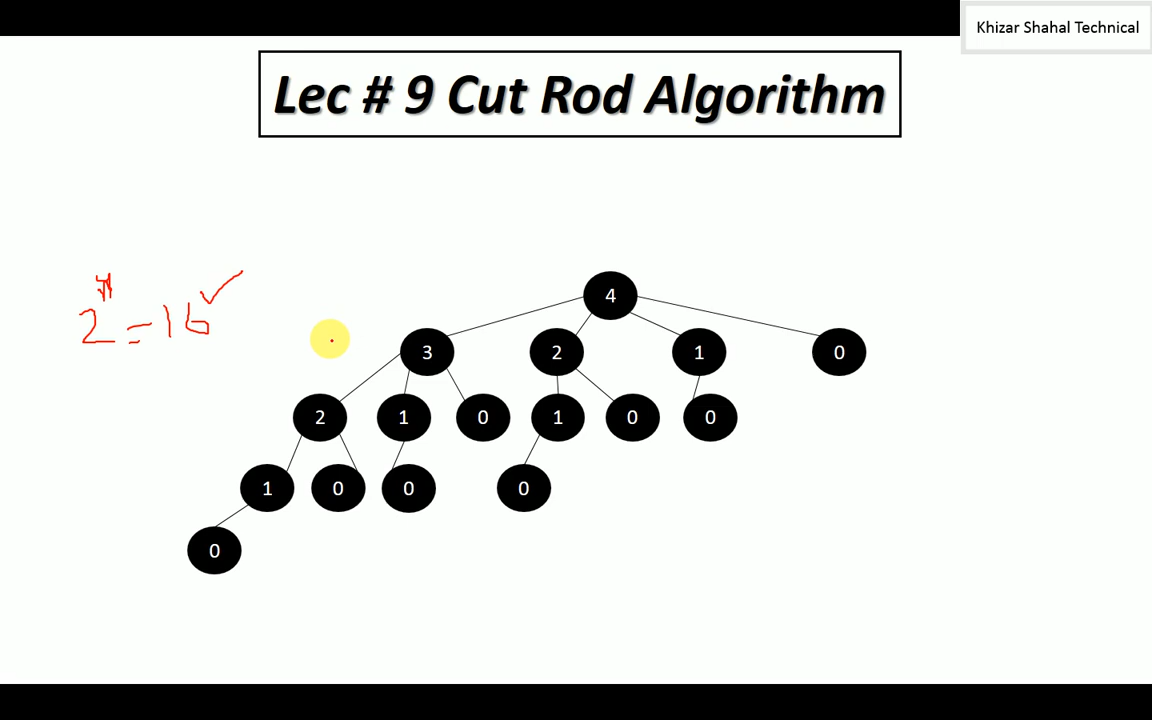 Khizar Shahal Technical
Lec # 9 Cut Rod Algorithm
4
2 = 16
3 2 1 0
2 1 0 1 0 0
1 0 0 0
0